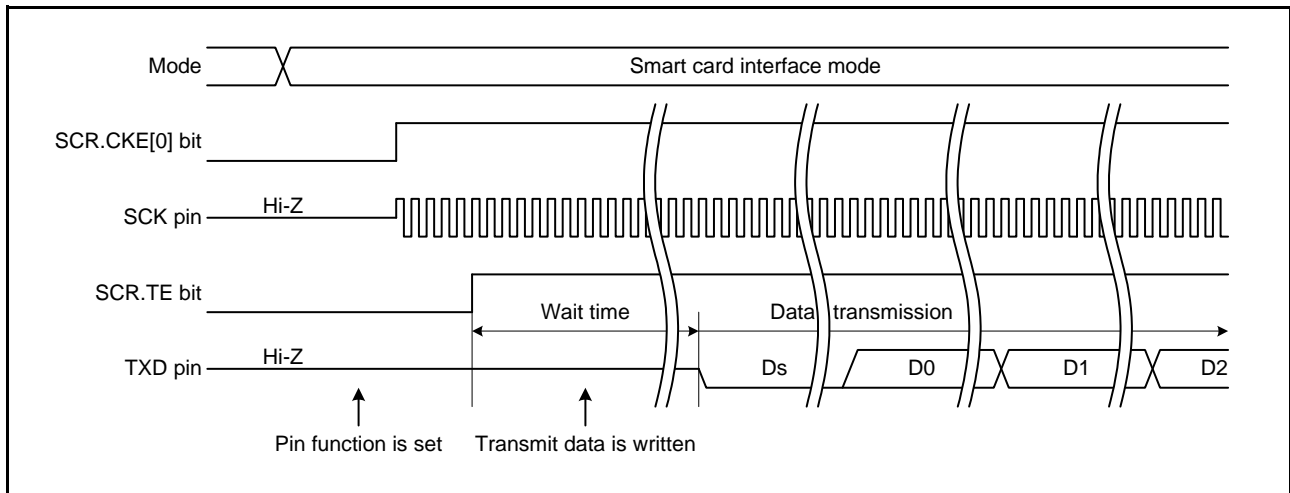 Mode
Smart card interface mode
SCR.CKE[0] bit
SCK pin
Hi-Z
SCR.TE bit
Wait time
Data transmission
TXD pin
Hi-Z
Ds
D0
D1
D2
Pin function is set
Transmit data is written